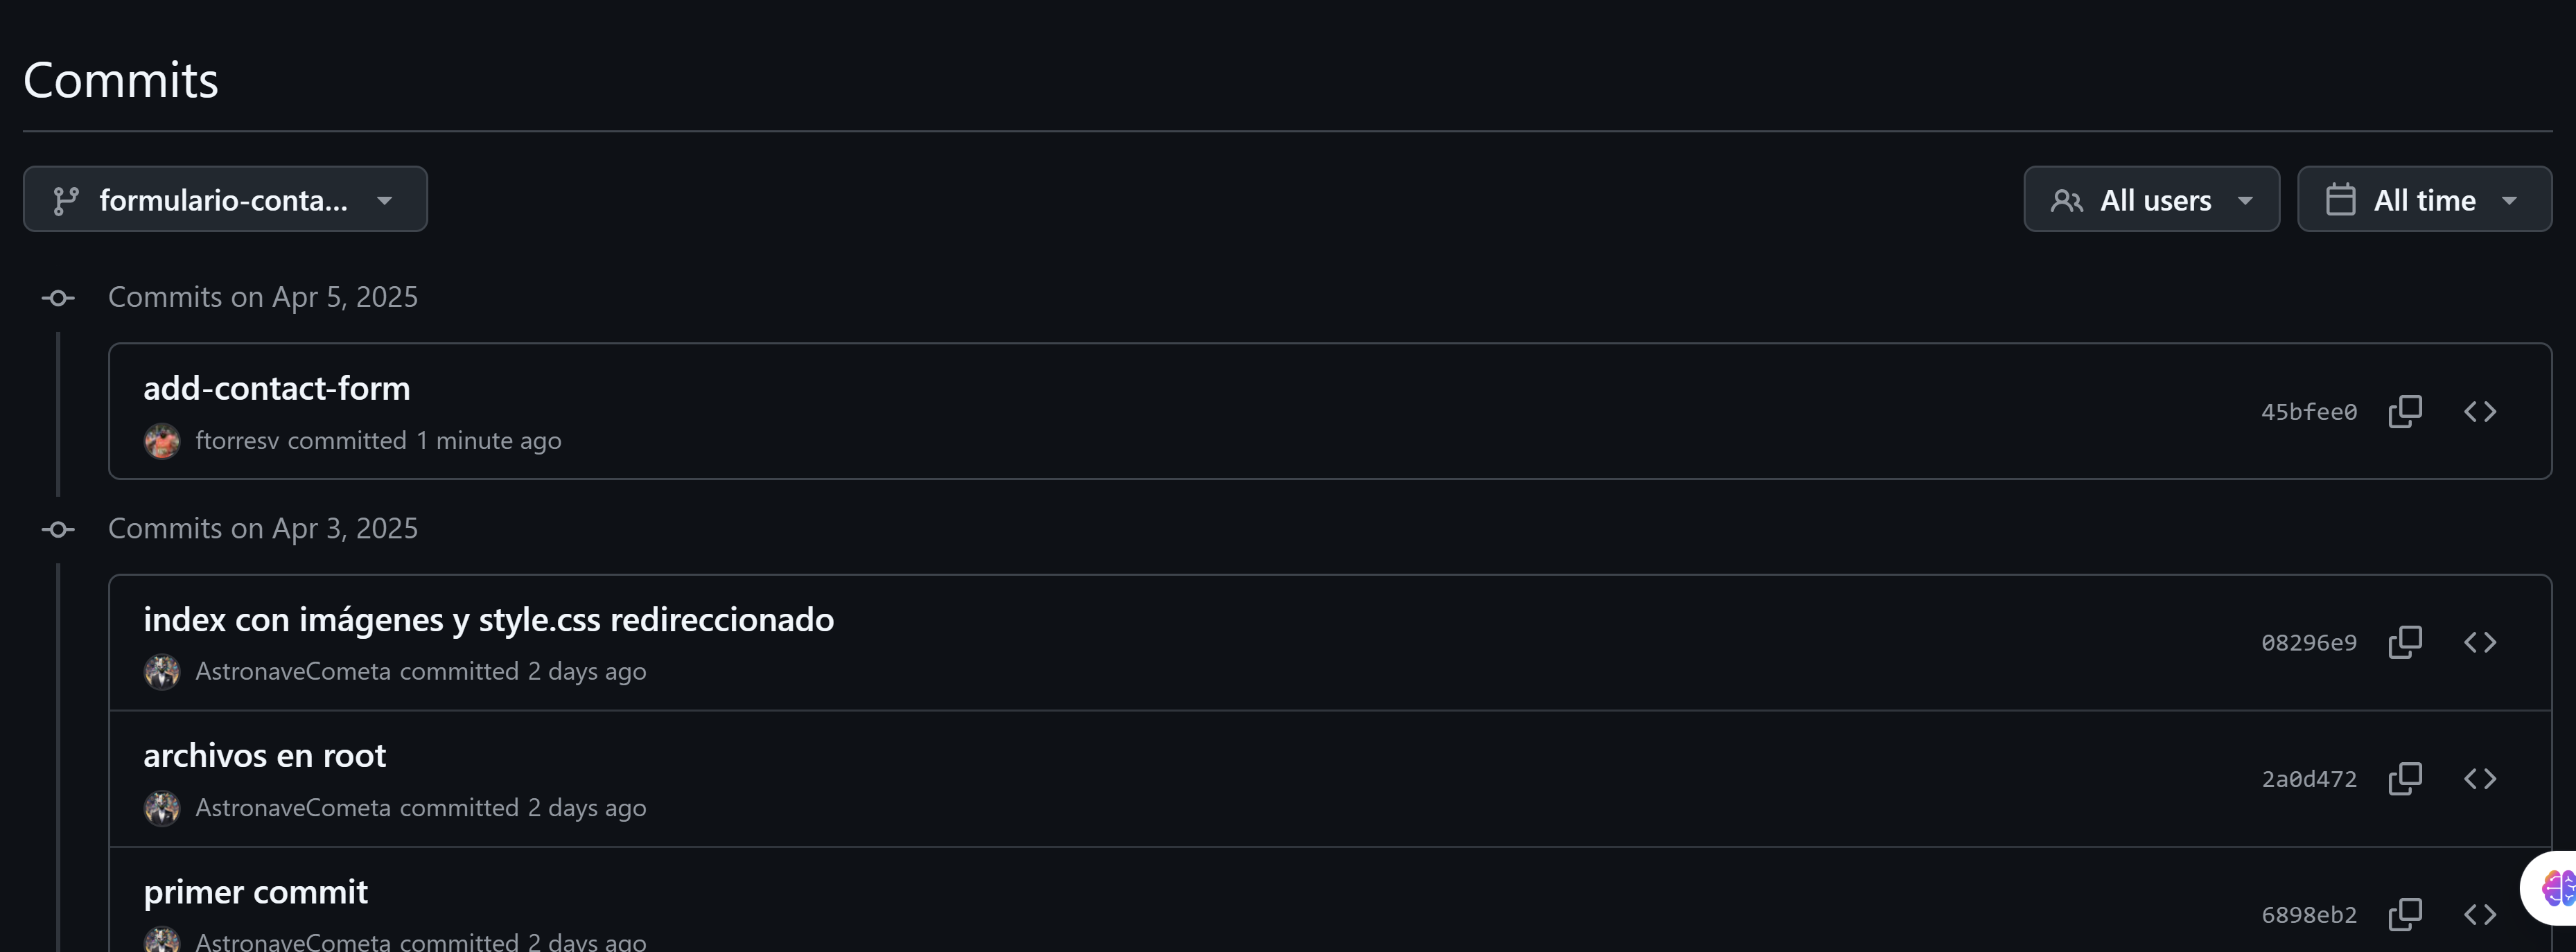 Commits
formulario-conta...
All users
All time
Commits on Apr 5, 2025
add-contact-form
ftorresv committed 1 minute ago
45bfee0
Commits on Apr 3, 2025
index con imágenes y style.css redireccionado
AstronaveCometa committed 2 days ago
08296e9
archivos en root
AstronaveCometa committed 2 days ago
2a0d472
primer commit
AstronaveCometa committed 2 days ago
6898eb2